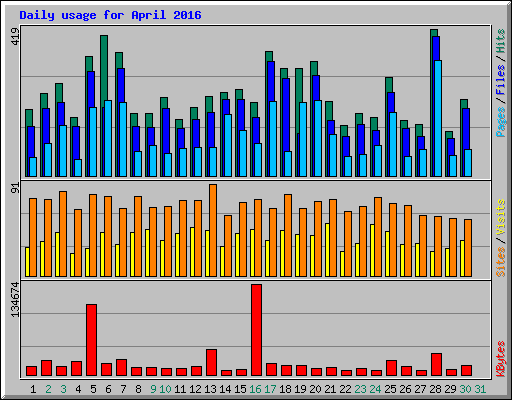 Daily usage for April 2016
419
Pages / Files / Hits
91
Sites / Visits
134674
KBytes
1 2 3 4 5 6 7 8 9 10 11 12 13 14 15 16 17 18 19 20 21 22 23 24 25 26 27 28 29 30 31